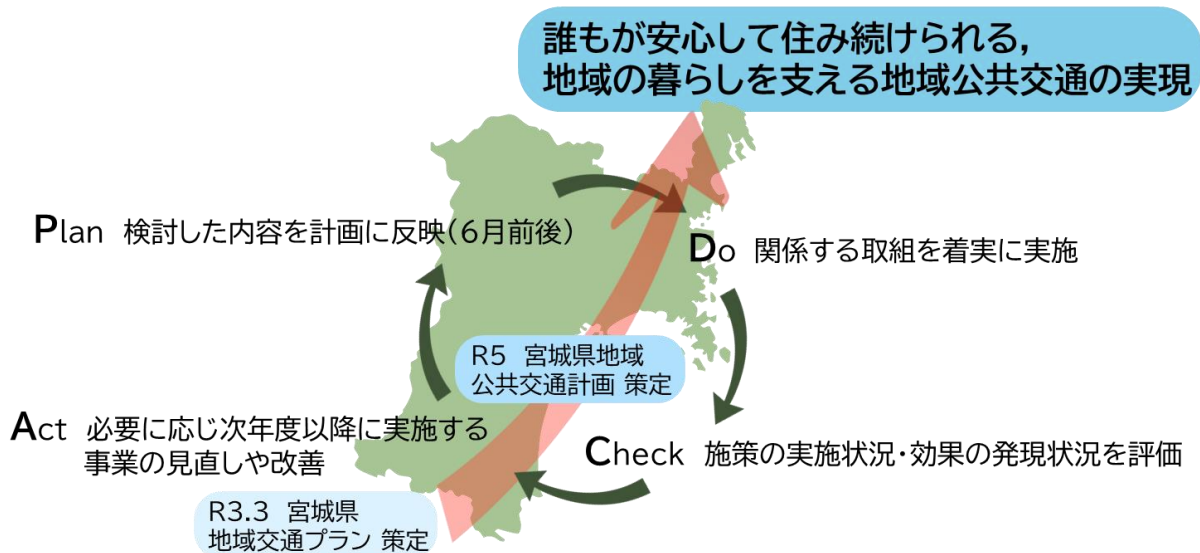 誰もが安心して住み続けられる,
地域の暮らしを支える地域公共交通の実現
Plan 検討した内容を計画に反映(6月前後)
Do 関係する取組を着実に実施
R5 宮城県地域
公共交通計画 策定
Act 必要に応じ次年度以降に実施する
事業の見直しや改善
Check 施策の実施状況・効果の発現状況を評価
R3.3 宮城県
地域交通プラン 策定